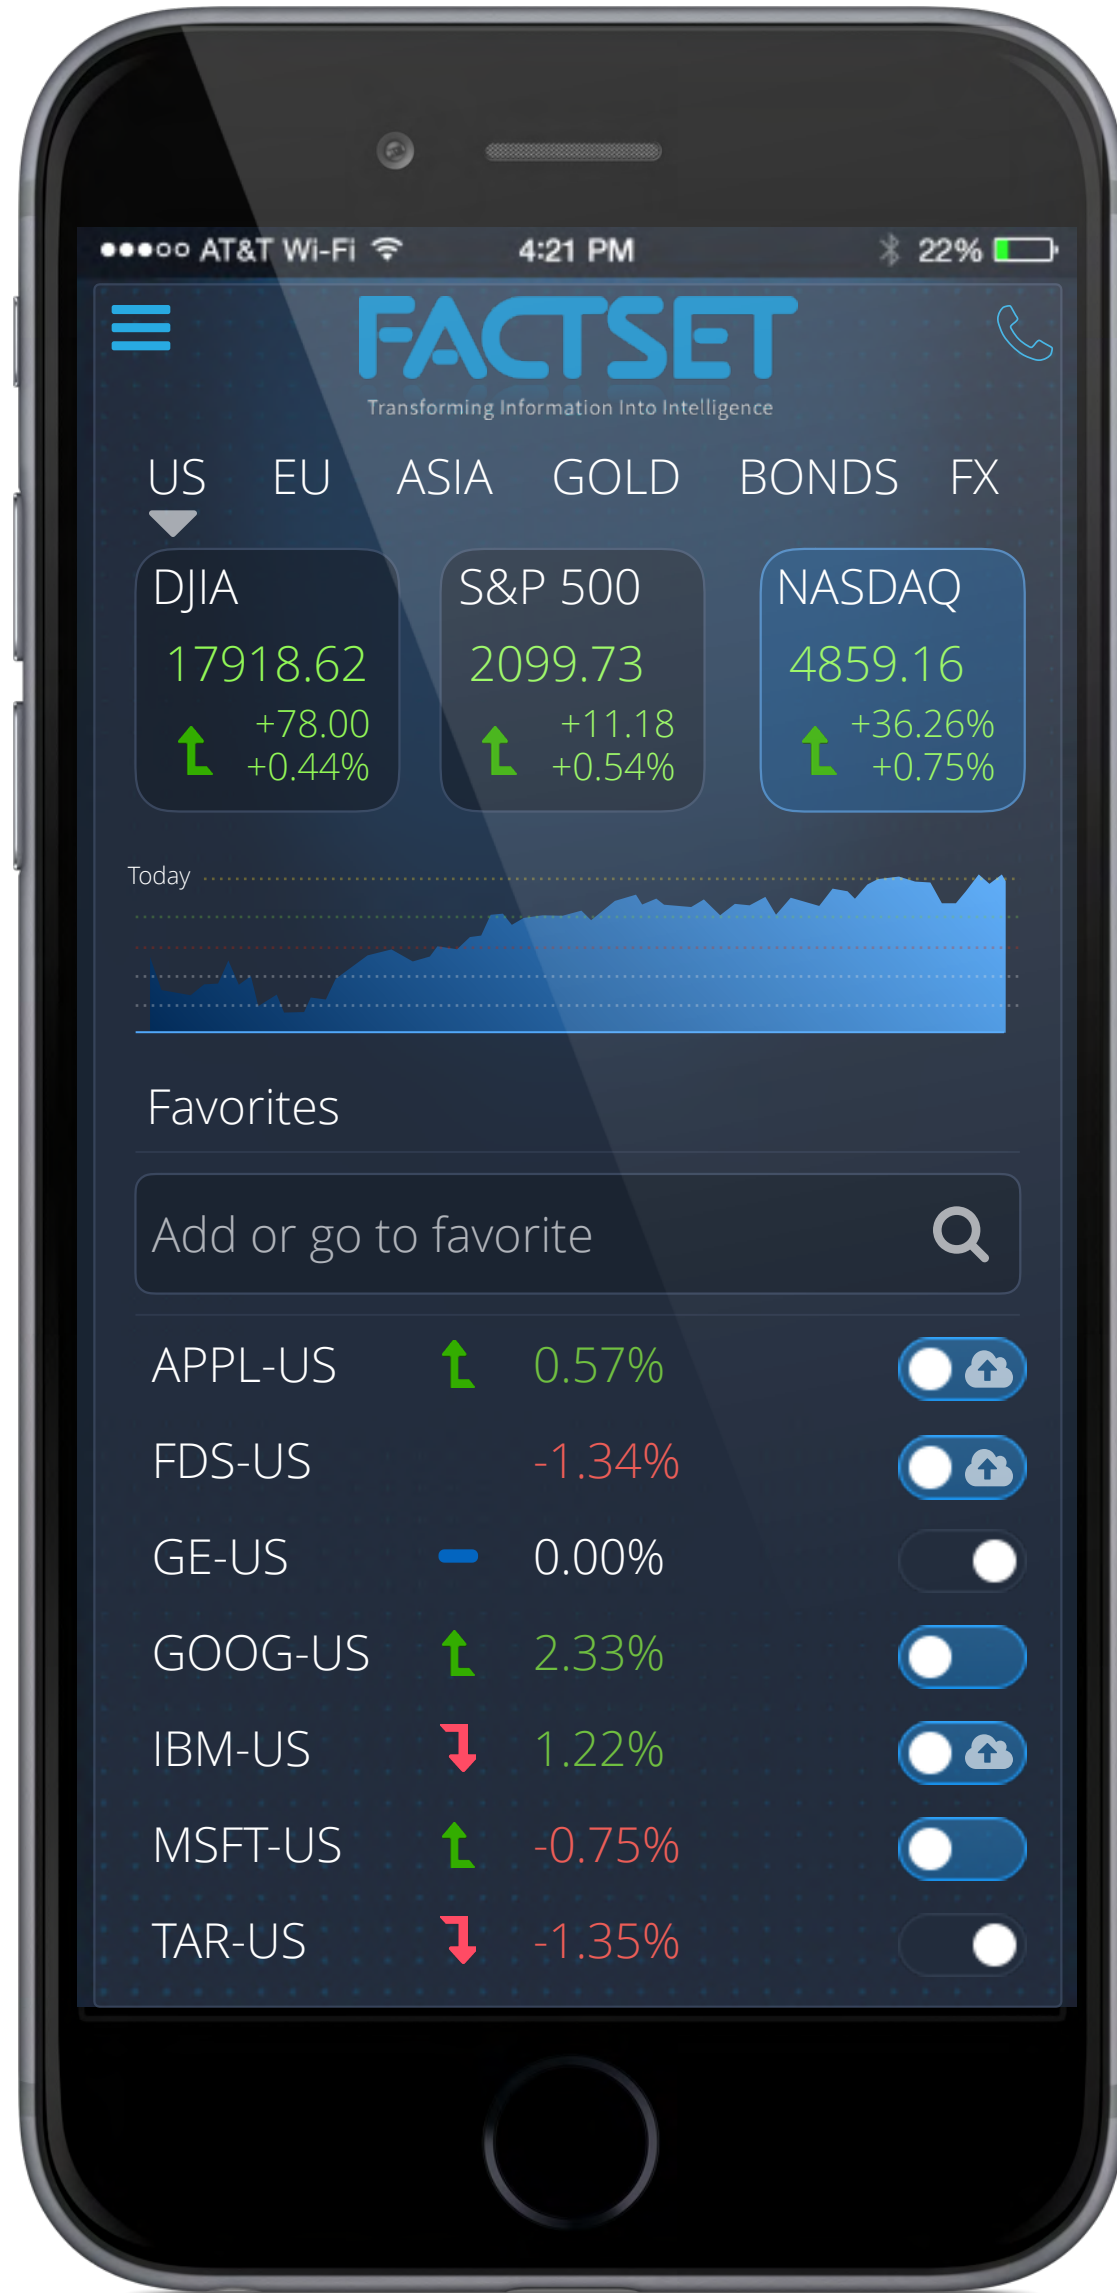 AT&T Wi-Fi 4:21 PM 22%
FACTSET
Transforming Information Into Intelligence
US EU ASIA GOLD BONDS FX
DJIA
17918.62
+78.00
+0.44%
S&P 500
2099.73
+11.18
+0.54%
NASDAQ
4859.16
+36.26%
+0.75%
Today
Favorites
Add or go to favorite
APPL-US 0.57%
FDS-US -1.34%
GE-US 0.00%
GOOG-US 2.33%
IBM-US 1.22%
MSFT-US -0.75%
TAR-US -1.35%